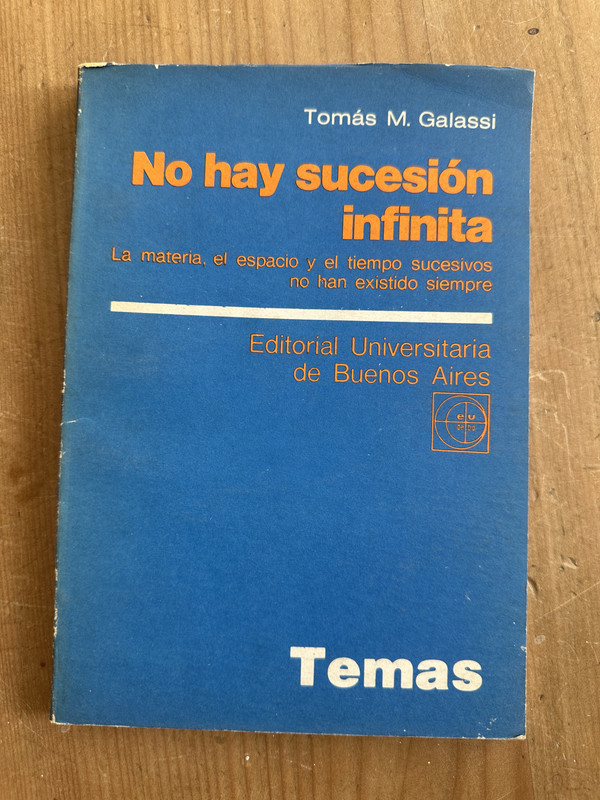 Tomás M. Galassi
No hay sucesión
infinita
La materia, el espacio y el tiempo sucesivos
no han existido siempre
Editorial Universitaria
de Buenos Aires
eu
Temas